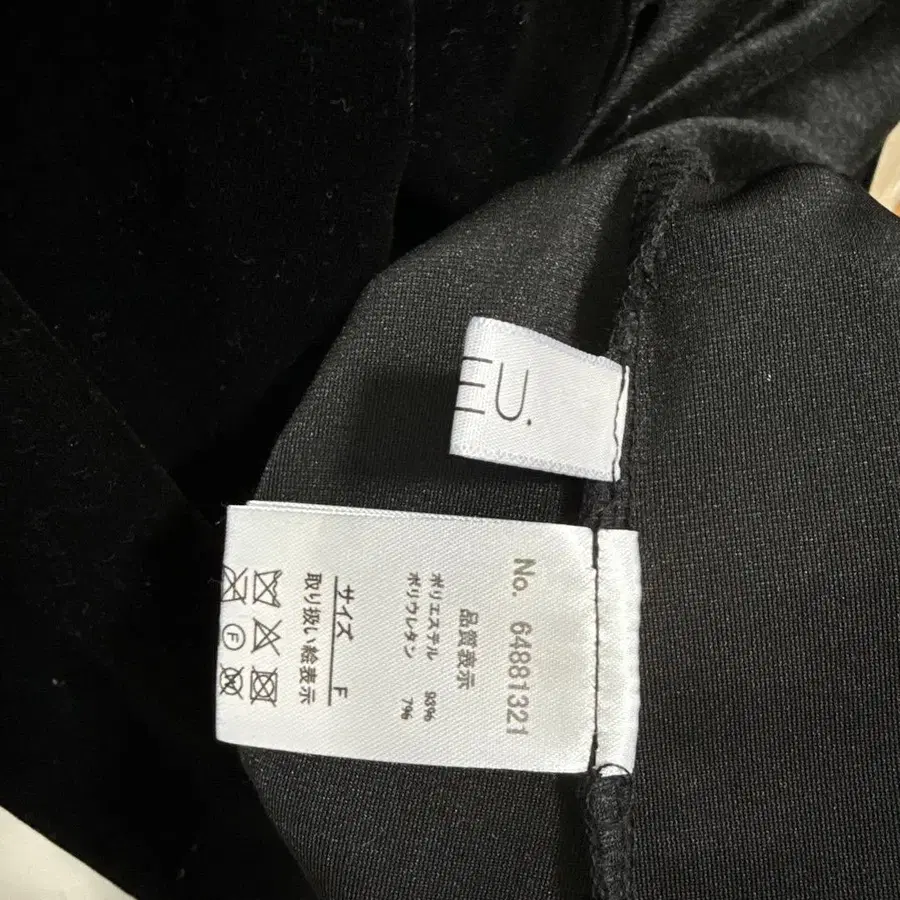 No. 64881321
品質表示
ポリエステル 93%
ポリウレタン 7%
サイズ F
取り扱い絵表示
F